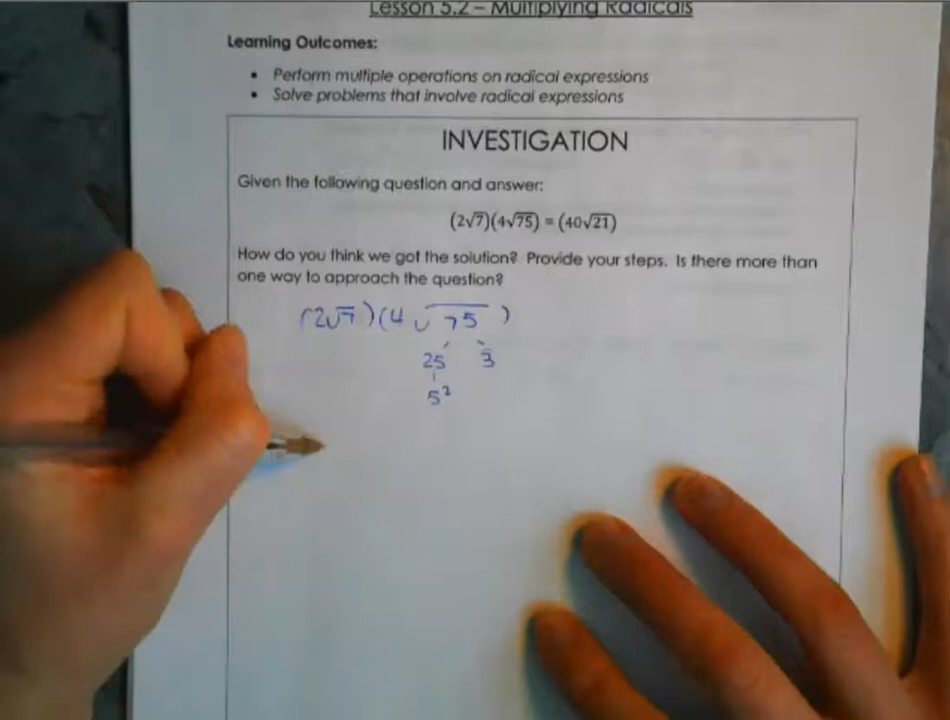 Lesson 5.2 – Multiplying Radicals
Learning Outcomes:
• Perform multiple operations on radical expressions
• Solve problems that involve radical expressions
INVESTIGATION
Given the following question and answer:
(2√7)(4√75) = (40√21)
How do you think we got the solution? Provide your steps. Is there more than
one way to approach the question?
(2√7)(4√75)
25 3
5²